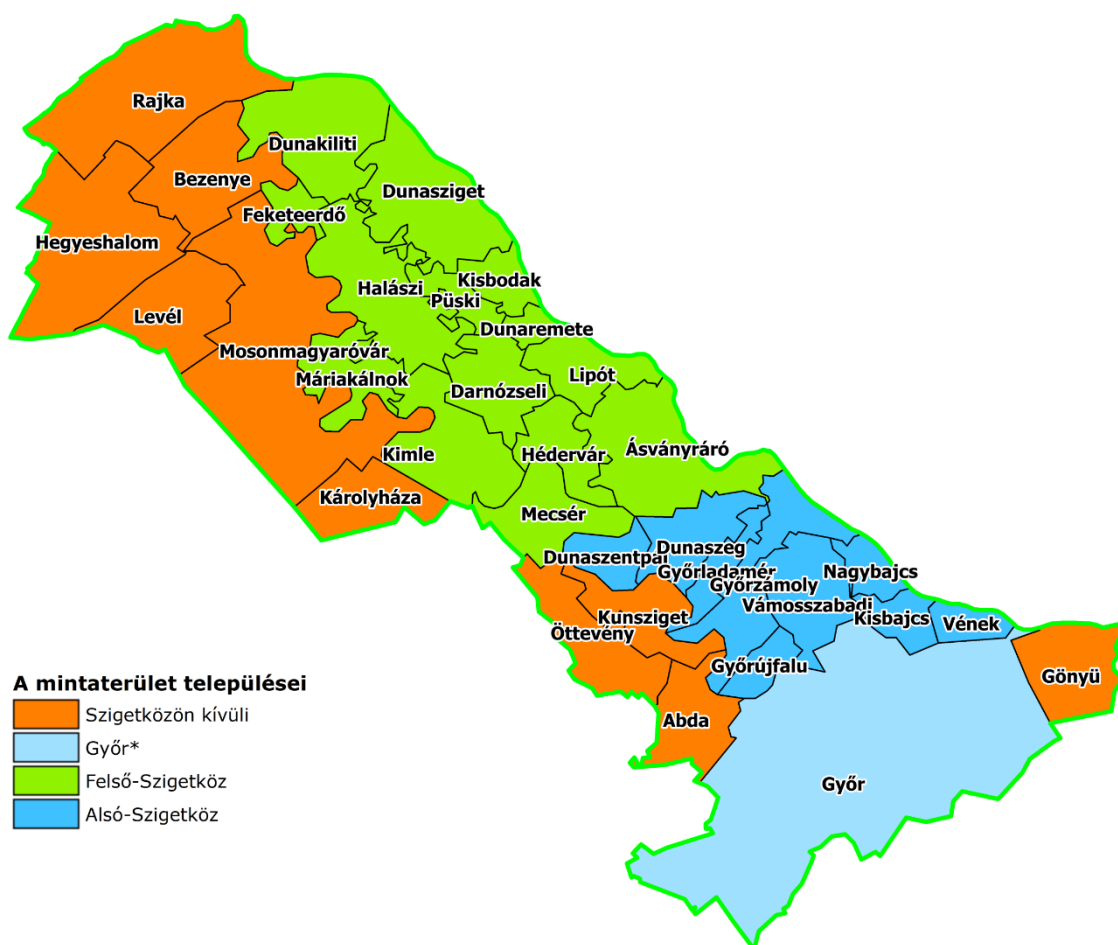 Rajka
Dunakiliti
Bezenye
Dunasziget
Feketeerdő
Hegyeshalom
Kisbodak
Halászi
Püski
Levél
Dunaremete
Mosonmagyaróvár
Lipót
Máriakálnok
Darnózseli
Ásványráró
Kimle
Hédervár
Károlyháza
Mecsér
Dunaszeg
Dunaszentpál
Győrladamér
Nagybajcs
Győrzámoly
Vámosszabadi
Kunsziget
Kisbajcs
Vének
Öttevény
Győrújfalu
Gönyü
Abda
Győr
A mintaterület települései
Szigetközön kívüli
Győr*
Felső-Szigetköz
Alsó-Szigetköz